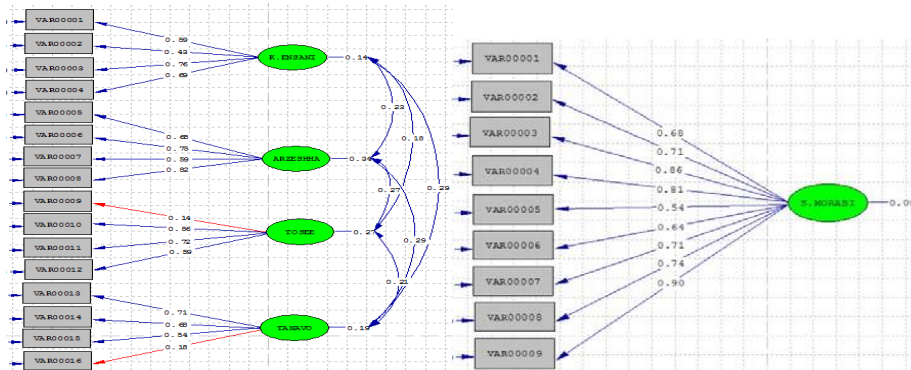 VAR00001
VAR00002
VAR00003
VAR00004
VAR00005
VAR00006
VAR00007
VAR00008
VAR00009
VAR00010
VAR00011
VAR00012
VAR00013
VAR00014
VAR00015
VAR00016
0.59
0.43
0.76
0.69
0.68
0.75
0.59
0.82
0.14
0.86
0.72
0.59
0.71
0.68
0.54
0.18
K.ENSANI
ARZESHHA
TOSEE
TANAVO
0.14
0.34
0.27
0.19
0.23
0.18
0.29
0.27
0.29
0.21
VAR00001
VAR00002
VAR00003
VAR00004
VAR00005
VAR00006
VAR00007
VAR00008
VAR00009
0.68
0.71
0.86
0.81
0.54
0.64
0.71
0.74
0.90
S.MORABI